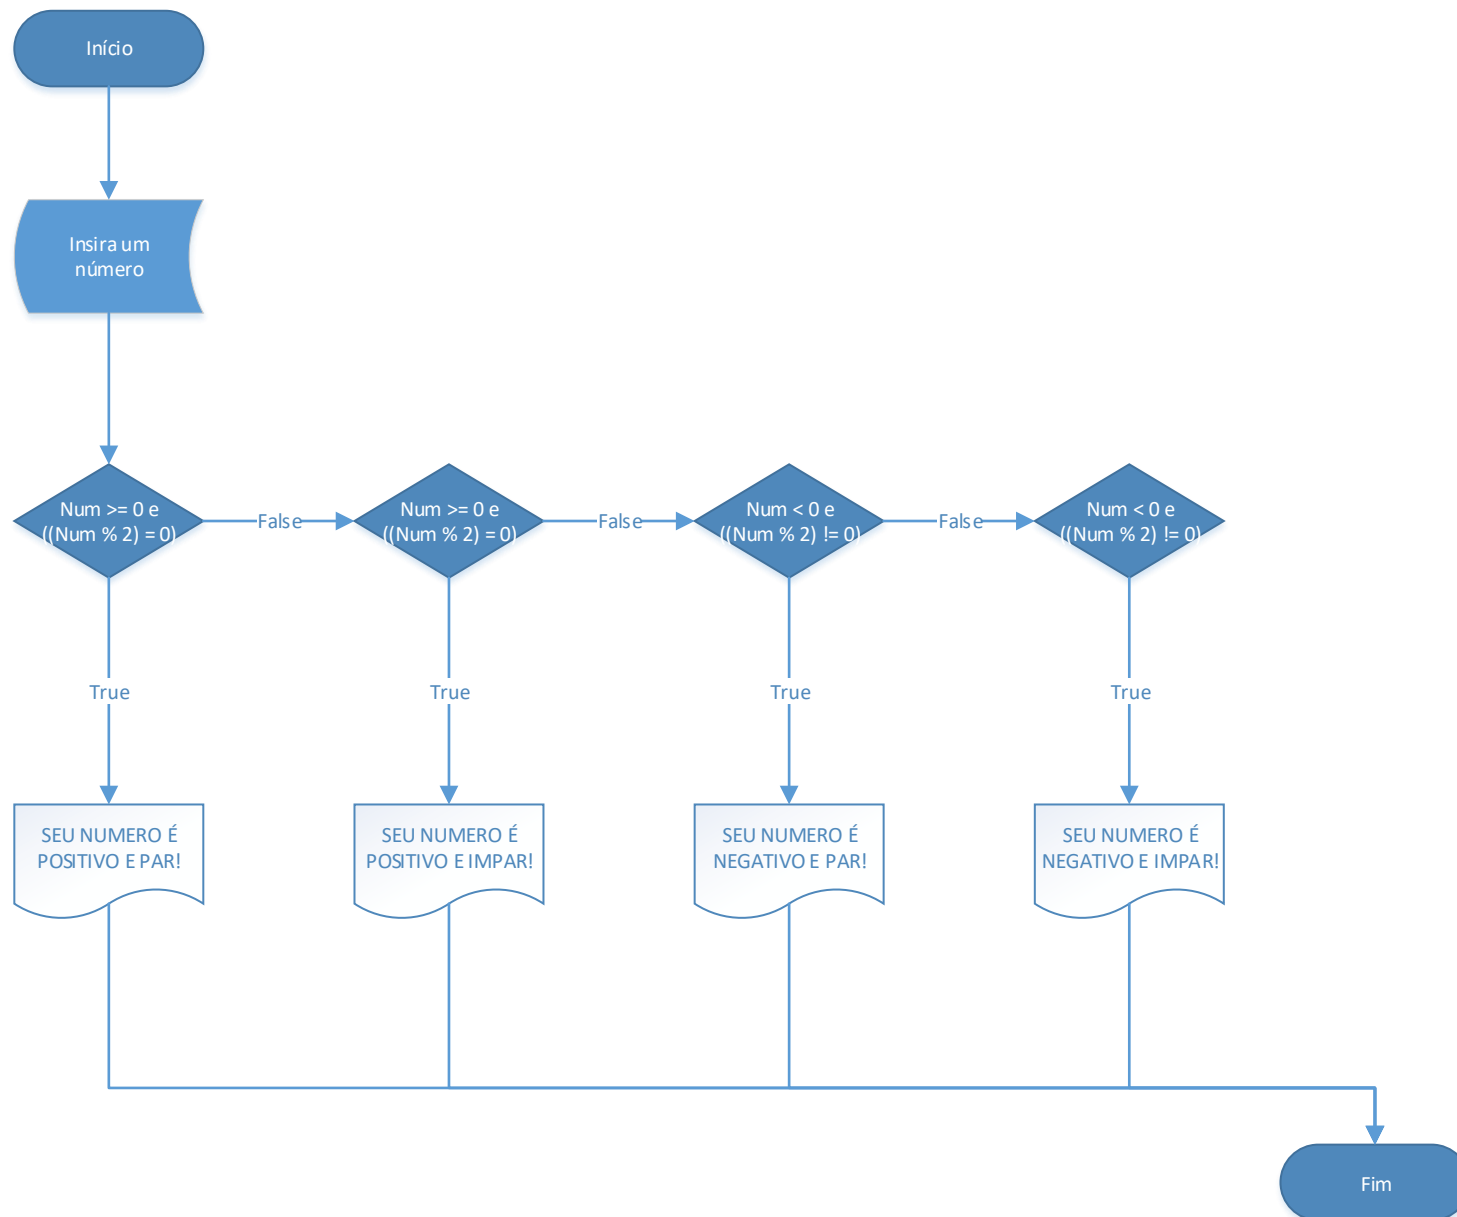 Início
Insira um
número
Num >= 0 e
((Num % 2) = 0)
False
Num >= 0 e
((Num % 2) = 0)
False
Num < 0 e
((Num % 2) != 0)
False
Num < 0 e
((Num % 2) != 0)
True
True
True
True
SEU NUMERO É
POSITIVO E PAR!
SEU NUMERO É
POSITIVO E IMPAR!
SEU NUMERO É
NEGATIVO E PAR!
SEU NUMERO É
NEGATIVO E IMPAR!
Fim